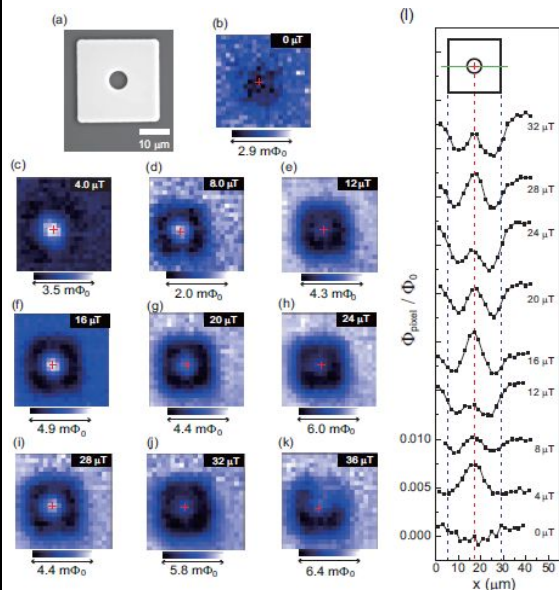 (a)
10 μm
(b)
0 μT
2.9 mΦ0
(c)
4.0 μT
3.5 mΦ0
(d)
8.0 μT
2.0 mΦ0
(e)
12 μT
4.3 mΦ0
(f)
16 μT
4.9 mΦ0
(g)
20 μT
4.4 mΦ0
(h)
24 μT
6.0 mΦ0
(i)
28 μT
4.4 mΦ0
(j)
32 μT
5.8 mΦ0
(k)
36 μT
6.4 mΦ0
(l)
32 μT
28 μT
24 μT
20 μT
16 μT
12 μT
8 μT
4 μT
0 μT
Φpixel / Φ0
0.010
0.005
0.000
0 10 20 30 40 50
x (μm)